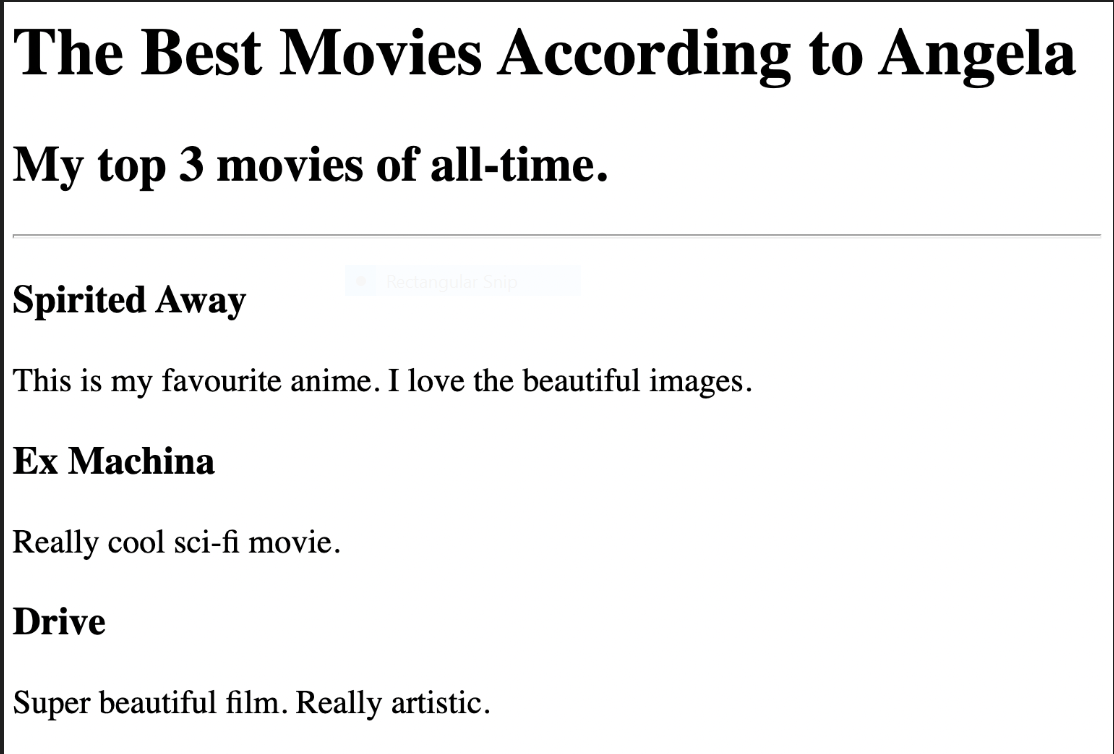 The Best Movies According to Angela
My top 3 movies of all-time.
Rectangular Snip
Spirited Away
This is my favourite anime. I love the beautiful images.
Ex Machina
Really cool sci-fi movie.
Drive
Super beautiful film. Really artistic.